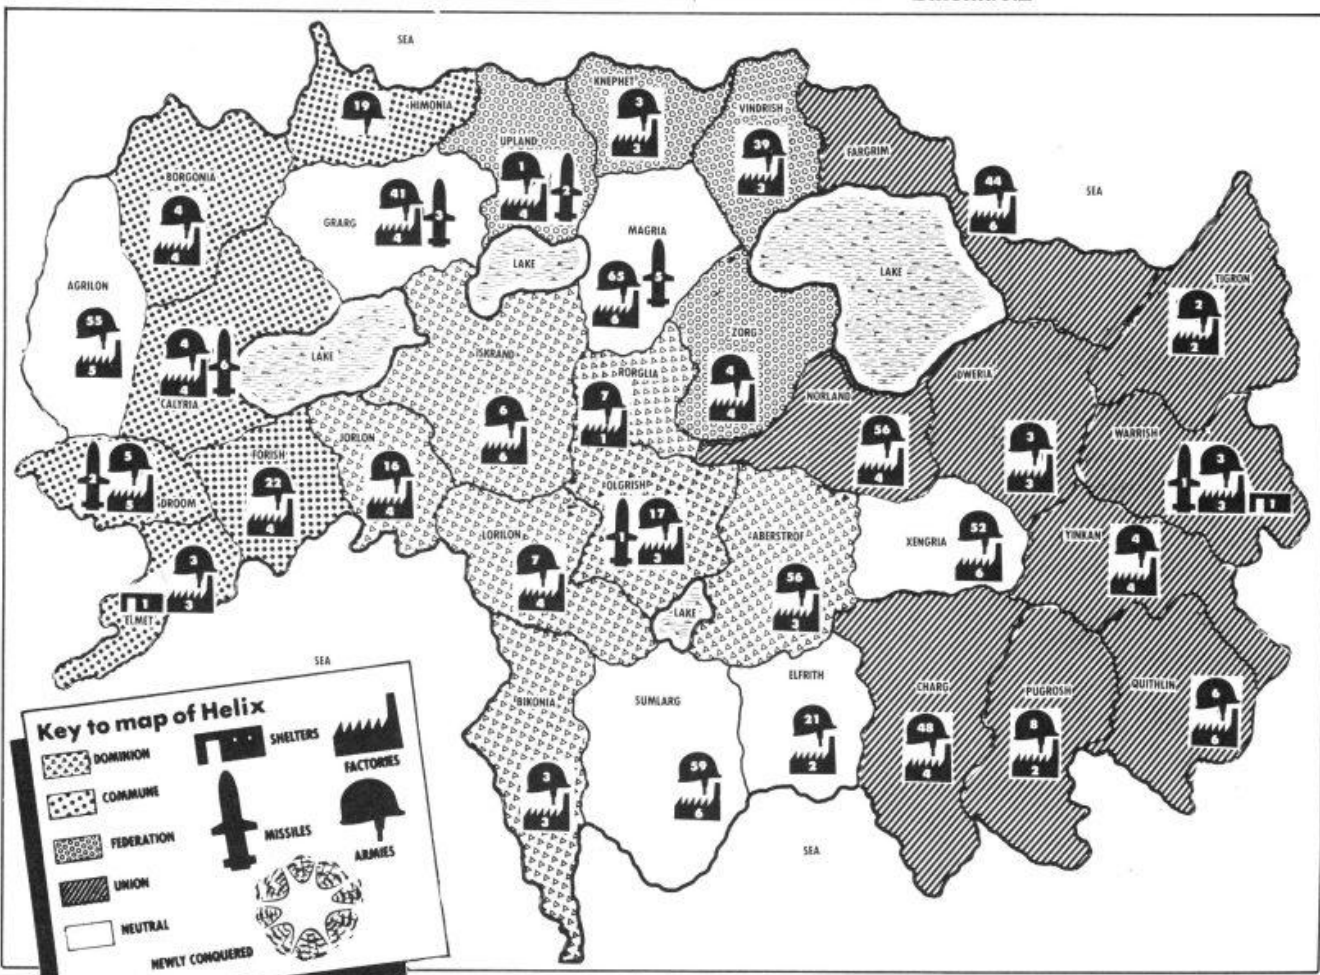 SEA
KNEPHET
3
3
HIMONIA
19
VINDRISH
39
3
UPLAND
1
4
2
FARGRIM
44
6
SEA
BORGONIA
4
4
GRARG
41
4
3
MAGRIA
65
6
5
LAKE
LAKE
TIGRON
2
2
AGRILON
55
5
ZORG
4
4
LAKE
ISKRAND
6
6
CALYRIA
4
4
6
RORGLIA
7
1
DWERIA
3
3
NORLAND
56
4
WARRISH
1
3
3
1
JORLON
16
4
FORISH
22
4
DROOM
2
5
5
OLGRISH
1
17
3
LORILON
7
4
ABERSTROF
56
3
XENGRIA
52
6
YINKAN
4
4
ELMET
1
3
3
LAKE
SEA
ELFRITH
21
2
BIKONIA
3
3
SUMLARG
59
6
CHARG
48
4
PUGROSH
8
2
QUITHLIN
6
6
SEA
Key to map of Helix
DOMINION
COMMUNE
FEDERATION
UNION
NEUTRAL
SHELTERS
FACTORIES
MISSILES
ARMIES
NEWLY CONQUERED